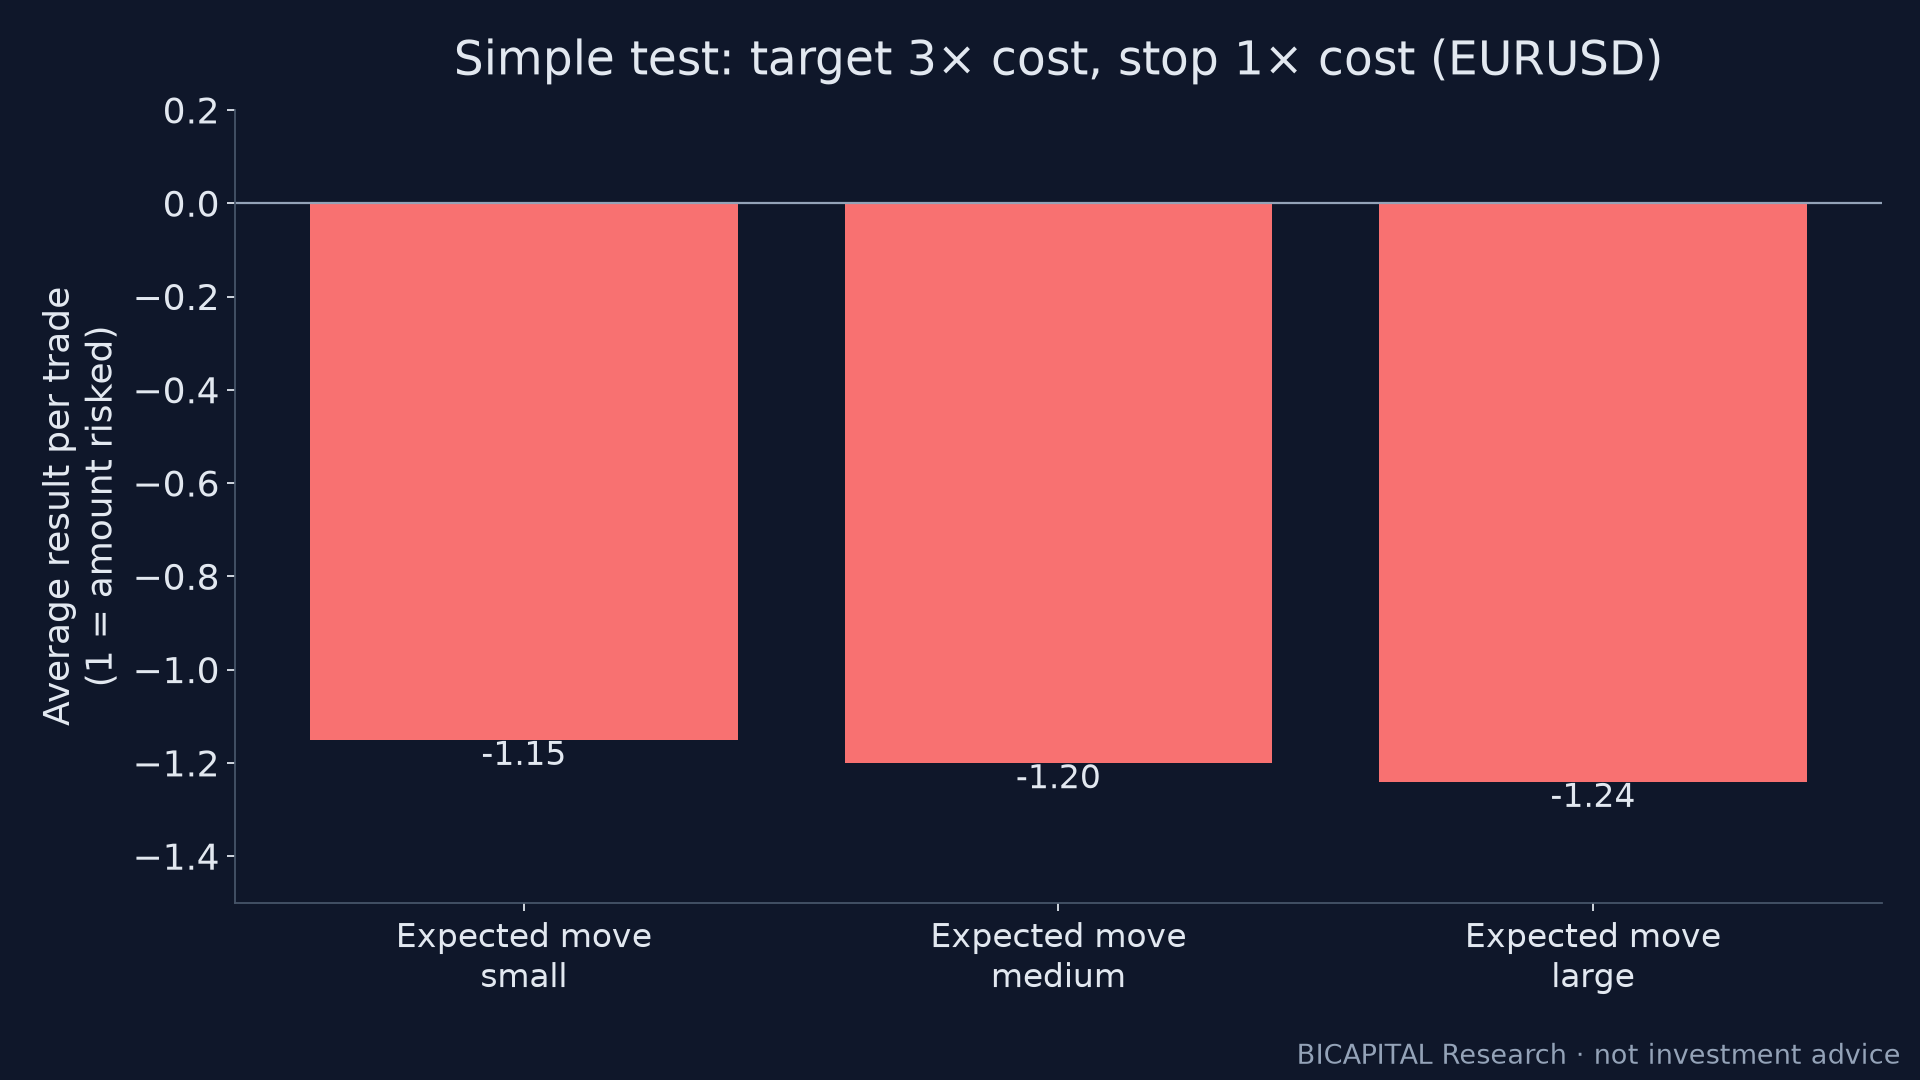 Simple test: target 3× cost, stop 1× cost (EURUSD)
Average result per trade
(1 = amount risked)
0.2
0.0
−0.2
−0.4
−0.6
−0.8
−1.0
−1.2
−1.4
-1.15
-1.20
-1.24
Expected move
small
Expected move
medium
Expected move
large
BICAPITAL Research · not investment advice